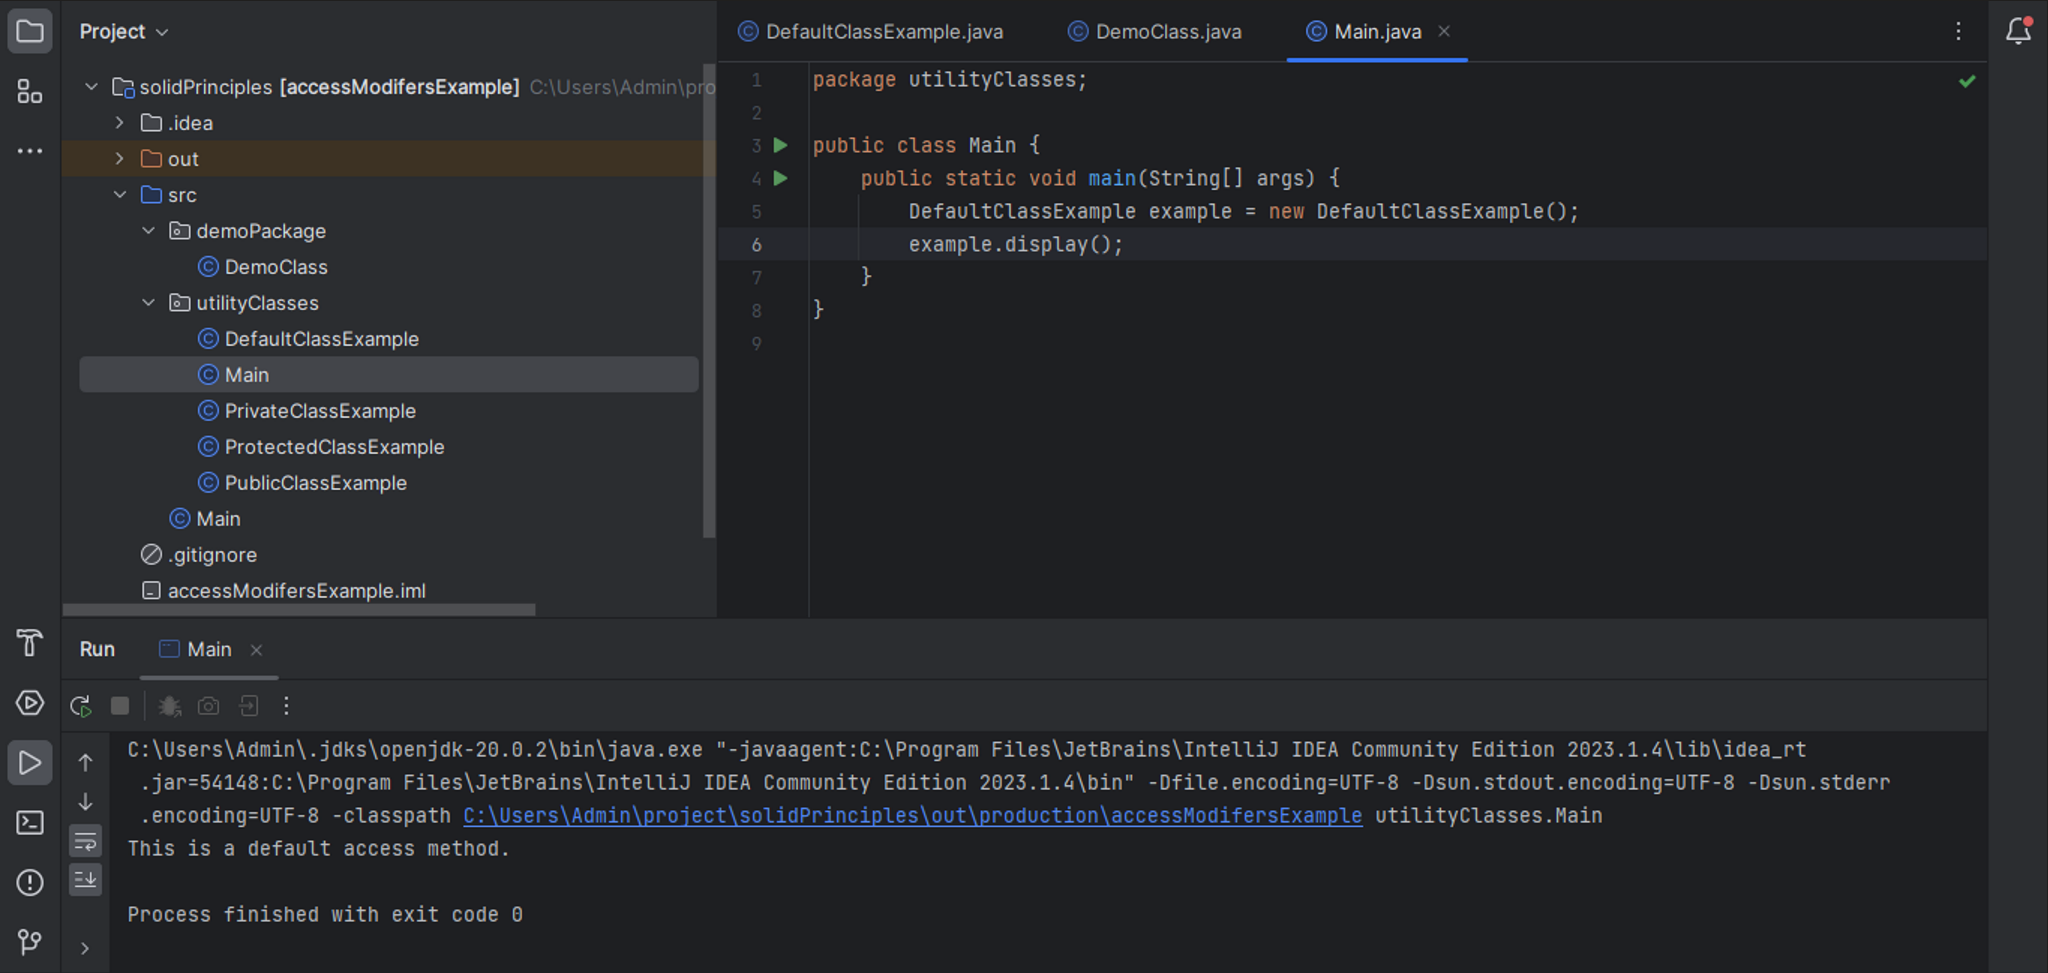 Project
solidPrinciples [accessModifersExample] C:\Users\Admin\pro
.idea
out
src
demoPackage
DemoClass
utilityClasses
DefaultClassExample
Main
PrivateClassExample
ProtectedClassExample
PublicClassExample
Main
.gitignore
accessModifersExample.iml
DefaultClassExample.java DemoClass.java Main.java
1 package utilityClasses;
2
3 public class Main {
4 public static void main(String[] args) {
5 DefaultClassExample example = new DefaultClassExample();
6 example.display();
7 }
8 }
9
Run Main
C:\Users\Admin\.jdks\openjdk-20.0.2\bin\java.exe "-javaagent:C:\Program Files\JetBrains\IntelliJ IDEA Community Edition 2023.1.4\lib\idea_rt
.jar=54148:C:\Program Files\JetBrains\IntelliJ IDEA Community Edition 2023.1.4\bin" -Dfile.encoding=UTF-8 -Dsun.stdout.encoding=UTF-8 -Dsun.stderr
.encoding=UTF-8 -classpath C:\Users\Admin\project\solidPrinciples\out\production\accessModifersExample utilityClasses.Main
This is a default access method.
Process finished with exit code 0